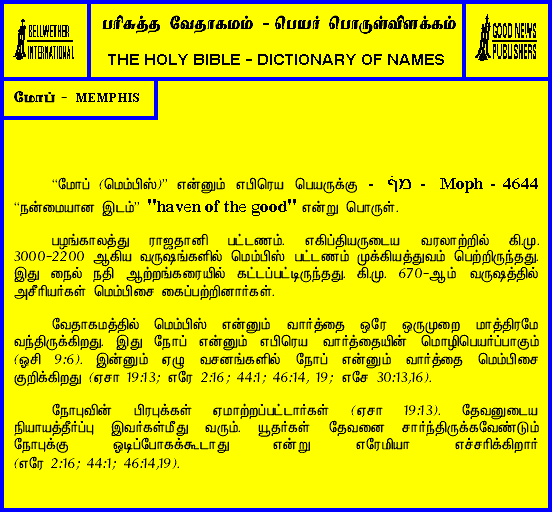 BELLWETHER
INTERNATIONAL
பரிசுத்த வேதாகமம் - பெயர் பொருள்விளக்கம்
THE HOLY BIBLE - DICTIONARY OF NAMES
GOOD NEWS
PUBLISHERS
மோப் - MEMPHIS
“மோப் (மெம்பிஸ்)” என்னும் எபிரெய பெயருக்கு - מֹף - Moph - 4644
“நன்மையான இடம்” "haven of the good" என்று பொருள்.
பழங்காலத்து ராஜதானி பட்டணம். எகிப்தியருடைய வரலாற்றில் கி.மு.
3000-2200 ஆகிய வருஷங்களில் மெம்பிஸ் பட்டணம் முக்கியத்துவம் பெற்றிருந்தது.
இது நைல் நதி ஆற்றங்கரையில் கட்டப்பட்டிருந்தது. கி.மு. 670-ஆம் வருஷத்தில்
அசீரியர்கள் மெம்பிசை கைப்பற்றினார்கள்.
வேதாகமத்தில் மெம்பிஸ் என்னும் வார்த்தை ஒரே ஒருமுறை மாத்திரமே
வந்திருக்கிறது. இது நோப் என்னும் எபிரெய வார்த்தையின் மொழிபெயர்ப்பாகும்
(ஓசி 9:6). இன்னும் ஏழு வசனங்களில் நோப் என்னும் வார்த்தை மெம்பிசை
குறிக்கிறது (ஏசா 19:13; எரே 2:16; 44:1; 46:14, 19; எசே 30:13,16).
நோபுவின் பிரபுக்கள் ஏமாற்றப்பட்டார்கள் (ஏசா 19:13). தேவனுடைய
நியாயத்தீர்ப்பு இவர்கள்மீது வரும். யூதர்கள் தேவனை சார்ந்திருக்கவேண்டும்
நோபுக்கு ஓடிப்போகக்கூடாது என்று எரேமியா எச்சரிக்கிறார்
(எரே 2:16; 44:1; 46:14,19).